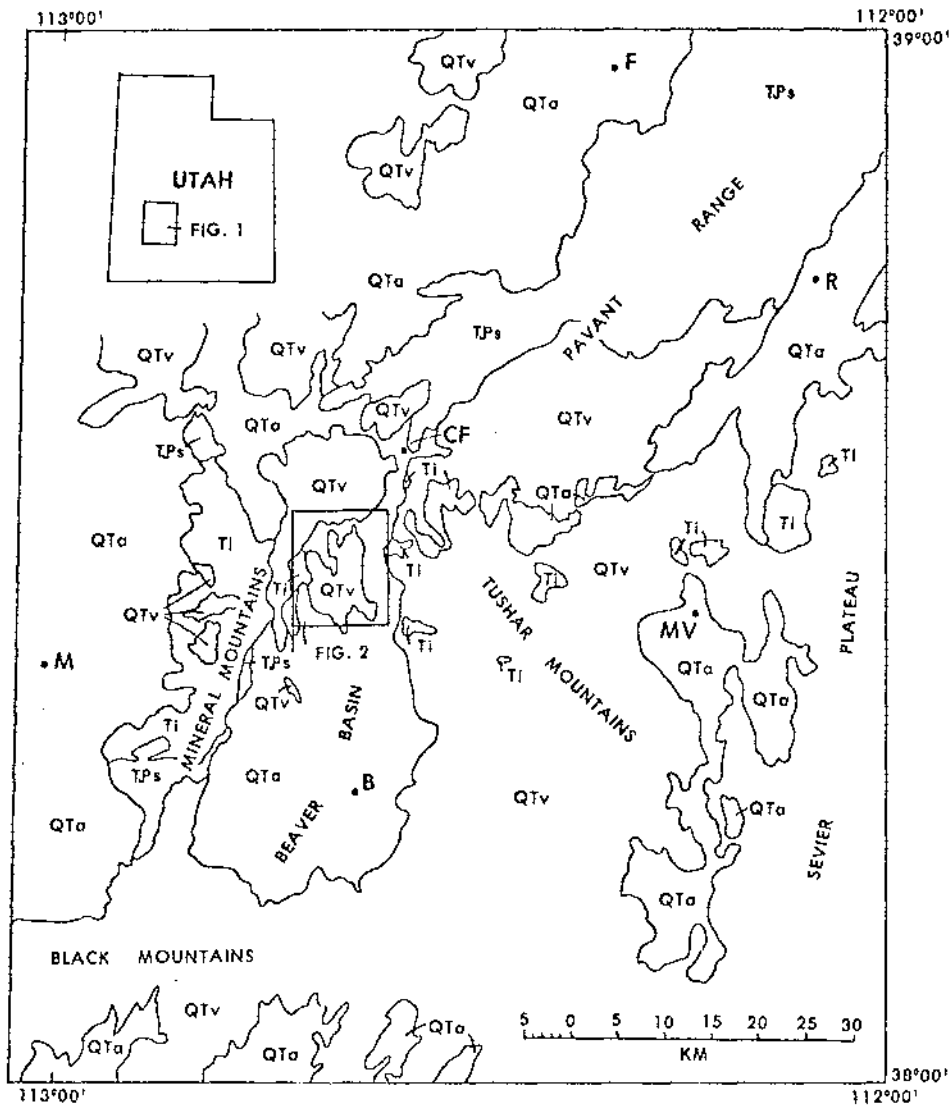 113°00'
112°00'
39°00'
QTv
F
QTa
T.Ps
UTAH
QTv
FIG. 1
RANGE
R
QTa
PAVANT
T.Ps
QTv
QTv
QTa
QTa
QTv
QTv
CF
T.Ps
Ti
TI
QTv
QTa
QTa
TI
Ti
Ti
QTv
Ti
QTv
Ti
TI
QTv
MV
M
T.Ps
FIG. 2
Ti
TUSHAR MOUNTAINS
TI
QTa
PLATEAU
MINERAL MOUNTAINS
QTv
QTa
BASIN
Ti
T.Ps
QTa
B
QTa
QTv
QTa
BEAVER
SEVIER
QTa
BLACK MOUNTAINS
QTv
QTa
QTa
QTa
5 0 5 10 15 20 25 30
KM
38°00'
113°00'
112°00'